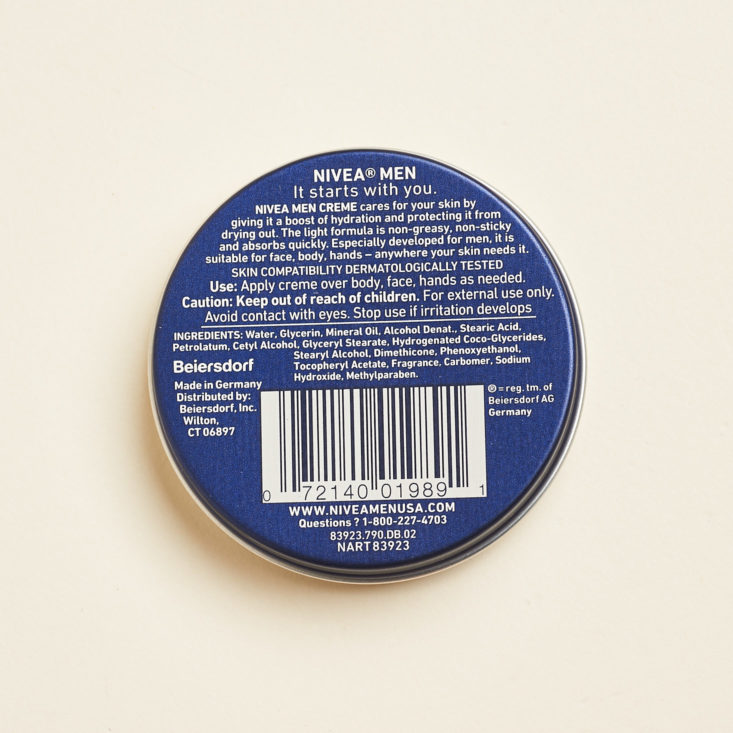 NIVEA® MEN
It starts with you.
NIVEA MEN CREME cares for your skin by
giving it a boost of hydration and protecting it from
drying out. The light formula is non-greasy, non-sticky
and absorbs quickly. Especially developed for men, it is
suitable for face, body, hands – anywhere your skin needs it.
SKIN COMPATIBILITY DERMATOLOGICALLY TESTED
Use: Apply creme over body, face, hands as needed.
Caution: Keep out of reach of children. For external use only.
Avoid contact with eyes. Stop use if irritation develops
INGREDIENTS: Water, Glycerin, Mineral Oil, Alcohol Denat., Stearic Acid,
Petrolatum, Cetyl Alcohol, Glyceryl Stearate, Hydrogenated Coco-Glycerides,
Stearyl Alcohol, Dimethicone, Phenoxyethanol,
Tocopheryl Acetate, Fragrance, Carbomer, Sodium
Hydroxide, Methylparaben.
Beiersdorf
Made in Germany
Distributed by:
Beiersdorf, Inc.
Wilton,
CT 06897
®=reg. tm. of
Beiersdorf AG
Germany
0 72140 01989 1
WWW.NIVEAMENUSA.COM
Questions ? 1-800-227-4703
83923.790.DB.02
NART83923